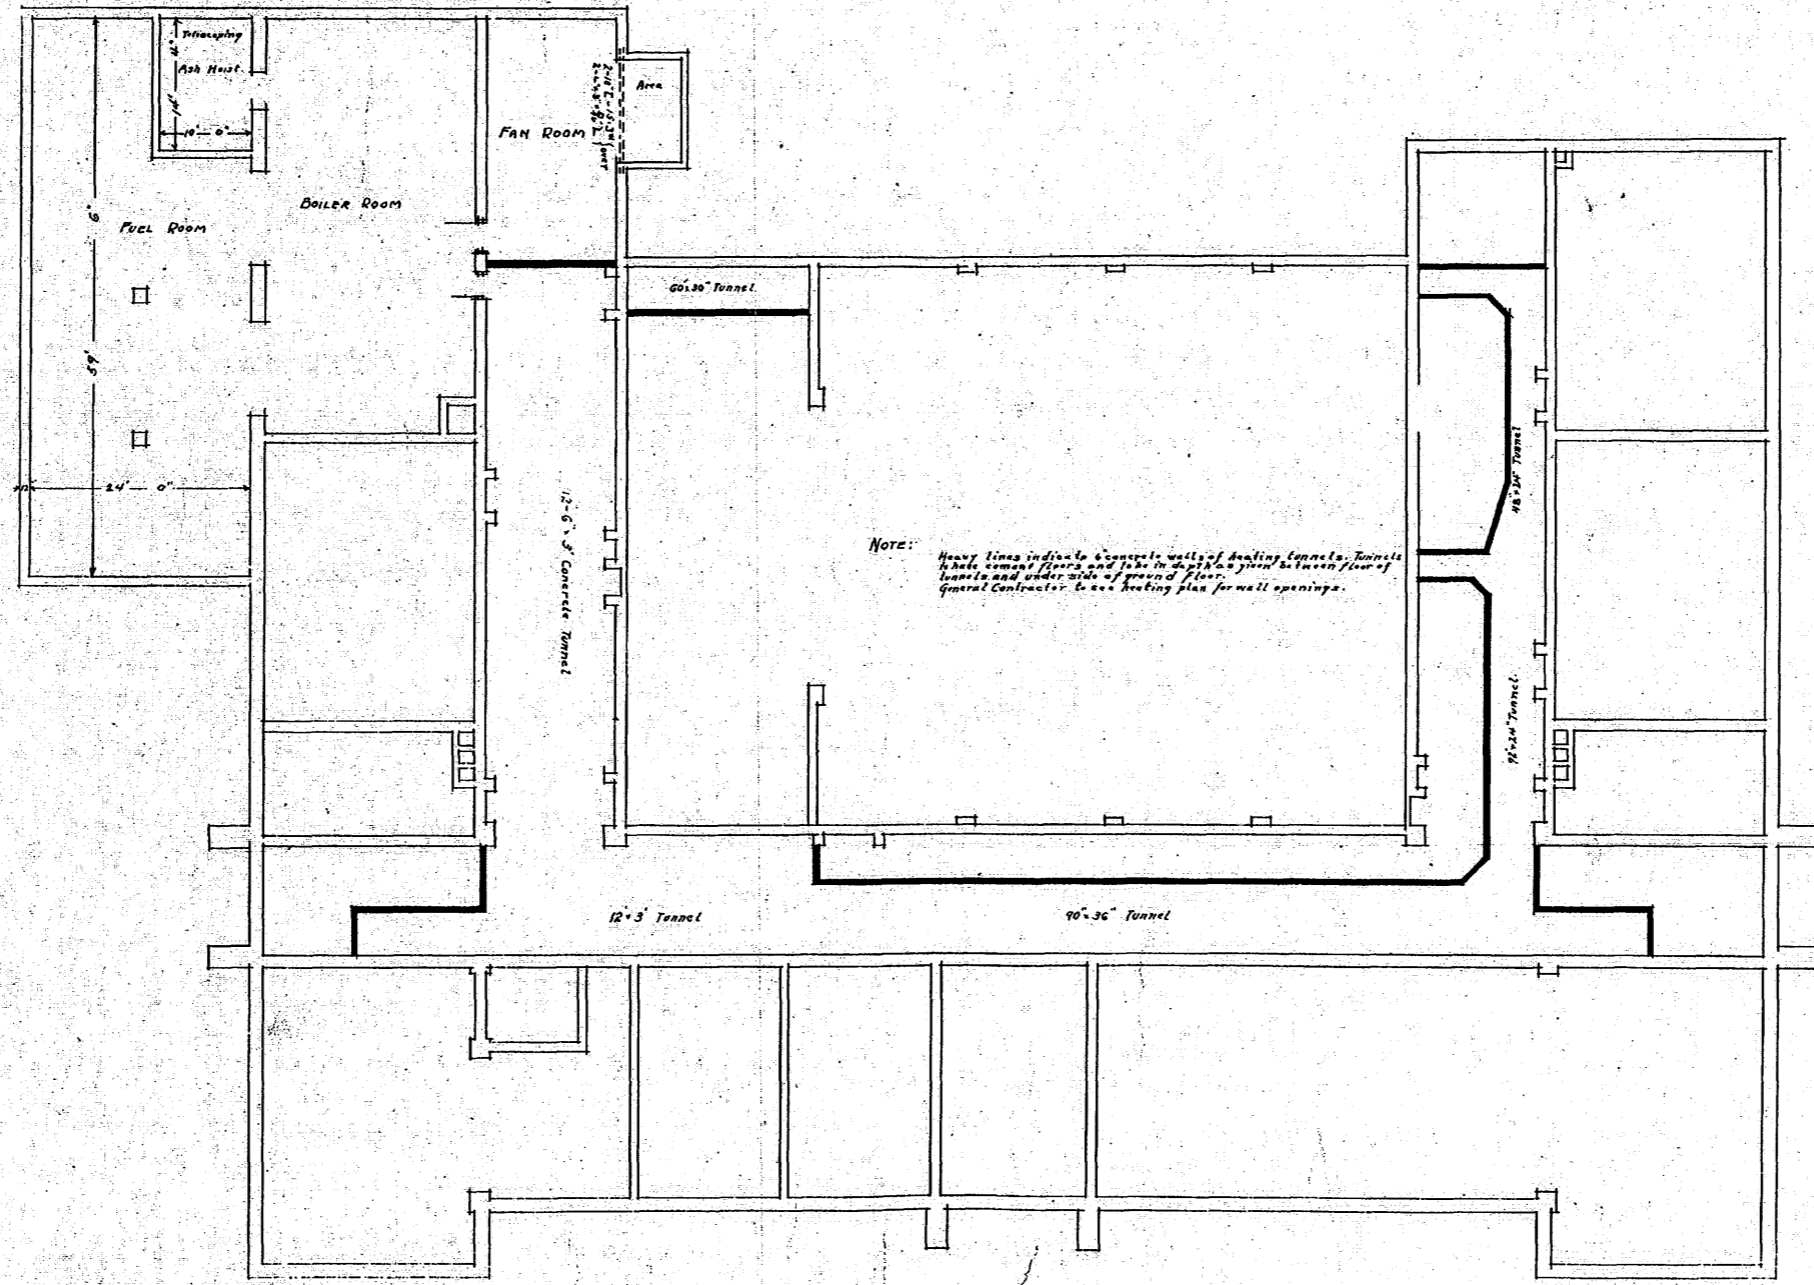 Telescoping
Ash Hoist.
10'-0"
Area
FAN ROOM
BOILER ROOM
FUEL ROOM
59' 6"
24'-0"
12"
60"x30" Tunnel.
12'-6" x 3' Concrete Tunnel
48"x24" Tunnel
NOTE:
Heavy lines indicate 6" concrete walls of heating tunnels. Tunnels
to have cement floors and to be in depth as given between floor of
tunnels and under side of ground floor.
General Contractor to see heating plan for wall openings.
12'x3' Tunnel
90"x36" Tunnel